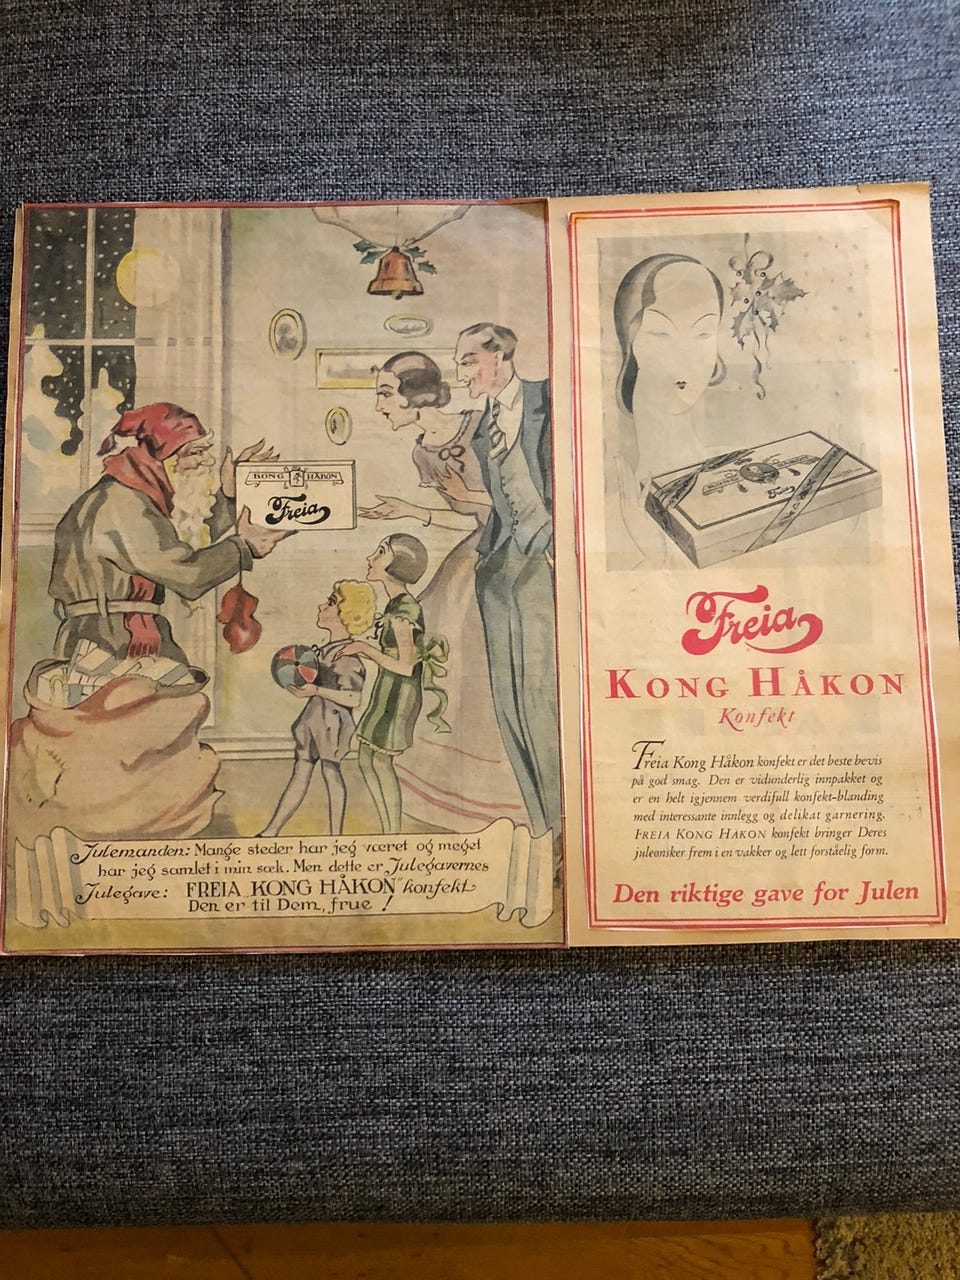 KONG HÅKON
Freia
Julemanden: Mange steder har jeg været og meget
har jeg samlet i min sæk. Men dette er Julegavernes
Julegave: FREIA „KONG HÅKON" konfekt
Den er til Dem, frue !
Freia
Freia
KONG HÅKON
Konfekt
Freia Kong Håkon konfekt er det beste bevis
på god smag. Den er vidunderlig innpakket og
er en helt igjennem verdifull konfekt-blanding
med interessante innlegg og delikat garnering.
FREIA KONG HÅKON konfekt bringer Deres
juleønsker frem i en vakker og lett forståelig form.
Den riktige gave for Julen